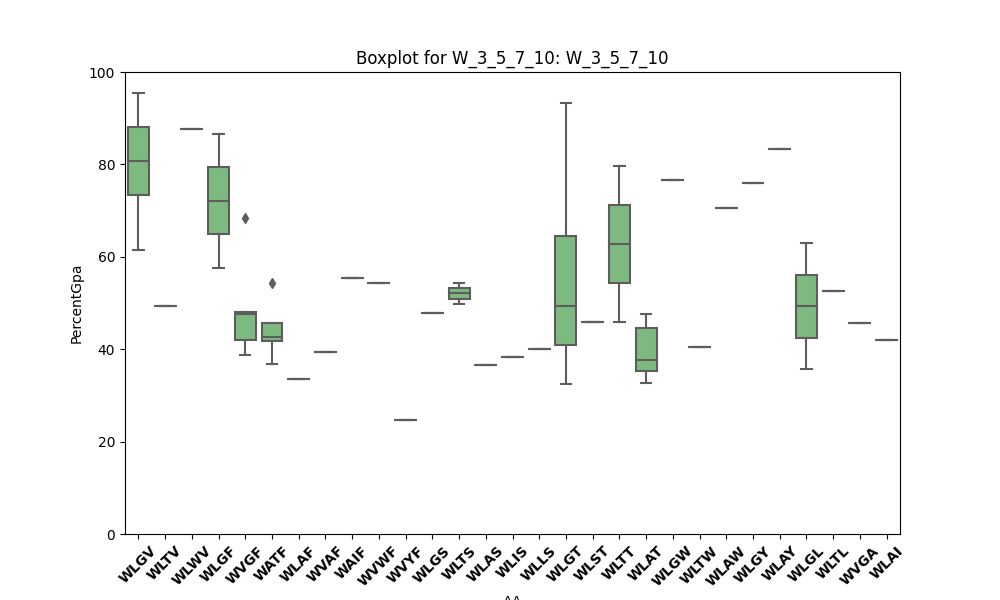 Boxplot for W_3_5_7_10: W_3_5_7_10
100
80
60
40
20
0
PercentGpa
WLGV
WLTV
WLWV
WLGF
WVGF
WATF
WLAF
WVAF
WAIF
WVWF
WVYF
WLGS
WLTS
WLAS
WLIS
WLLS
WLGT
WLST
WLTT
WLAT
WLGW
WLTW
WLAW
WLGY
WLAY
WLGL
WLTL
WVGA
WLAI